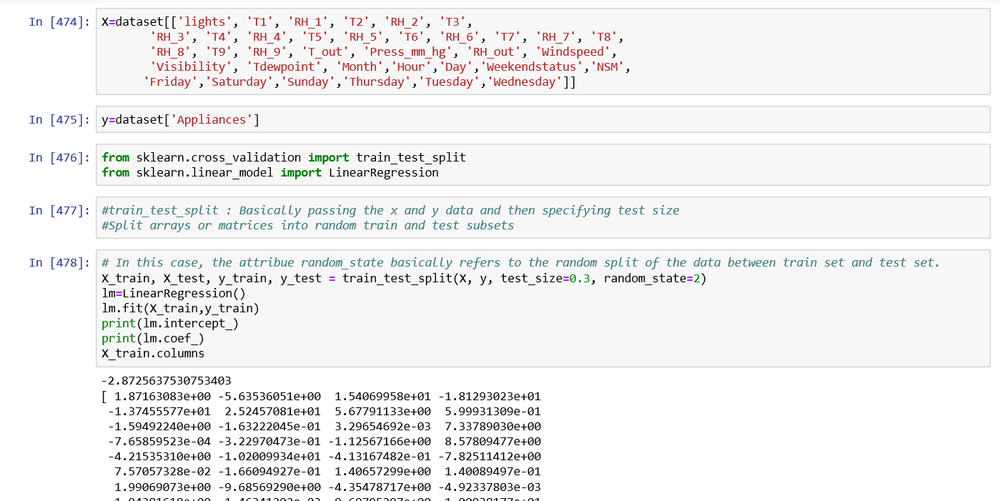 In [474]: X=dataset[['lights', 'T1', 'RH_1', 'T2', 'RH_2', 'T3',
'RH_3', 'T4', 'RH_4', 'T5', 'RH_5', 'T6', 'RH_6', 'T7', 'RH_7', 'T8',
'RH_8', 'T9', 'RH_9', 'T_out', 'Press_mm_hg', 'RH_out', 'Windspeed',
'Visibility', 'Tdewpoint', 'Month','Hour','Day','Weekendstatus','NSM',
'Friday','Saturday','Sunday','Thursday','Tuesday','Wednesday']]
In [475]: y=dataset['Appliances']
In [476]: from sklearn.cross_validation import train_test_split
from sklearn.linear_model import LinearRegression
In [477]: #train_test_split : Basically passing the x and y data and then specifying test size
#Split arrays or matrices into random train and test subsets
In [478]: # In this case, the attribue random_state basically refers to the random split of the data between train set and test set.
X_train, X_test, y_train, y_test = train_test_split(X, y, test_size=0.3, random_state=2)
lm=LinearRegression()
lm.fit(X_train,y_train)
print(lm.intercept_)
print(lm.coef_)
X_train.columns
-2.8725637530753403
[ 1.87163083e+00 -5.63536051e+00 1.54069958e+01 -1.81293023e+01
-1.37455577e+01 2.52457081e+01 5.67791133e+00 5.99931309e-01
-1.59492240e+00 -1.63222045e-01 3.29654692e-03 7.33789030e+00
-7.65859523e-04 -3.22970473e-01 -1.12567166e+00 8.57809477e+00
-4.21535310e+00 -1.02009934e+01 -4.13167482e-01 -7.82511412e+00
7.57057328e-02 -1.66094927e-01 1.40657299e+00 1.40089497e-01
1.99069073e+00 -9.68569290e+00 -4.35478717e+00 -4.92337803e-03